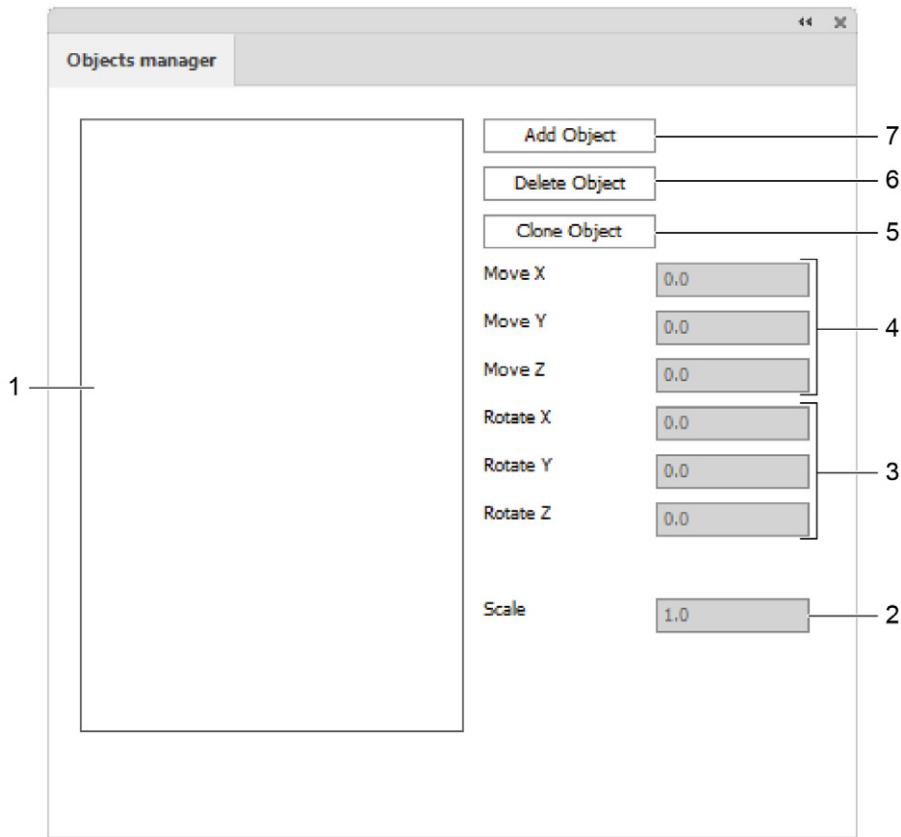 Objects manager
Add Object 7
Delete Object 6
Clone Object 5
Move X 0.0
Move Y 0.0 4
Move Z 0.0
1
Rotate X 0.0
Rotate Y 0.0 3
Rotate Z 0.0
Scale 1.0 2